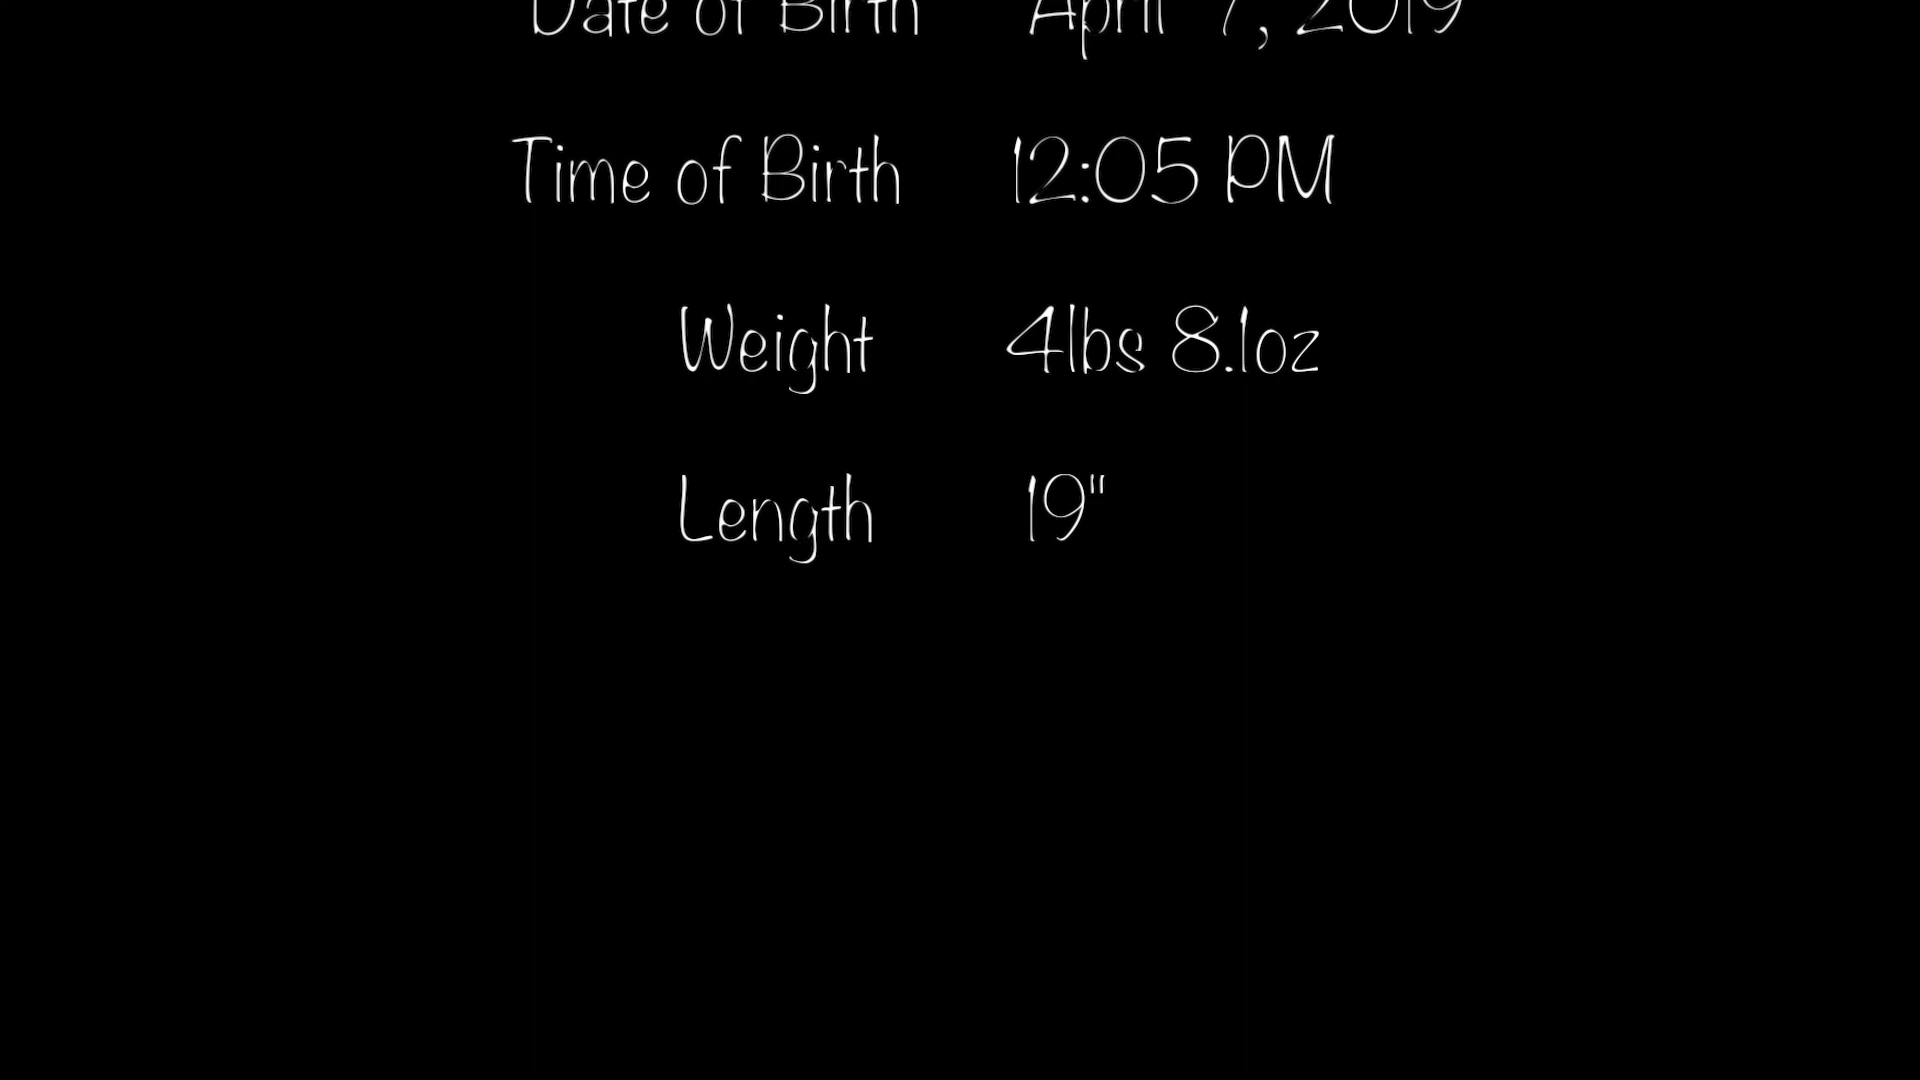 Date of Birth April 7, 2019
Time of Birth 12:05 PM
Weight 4lbs 8.1oz
Length 19"